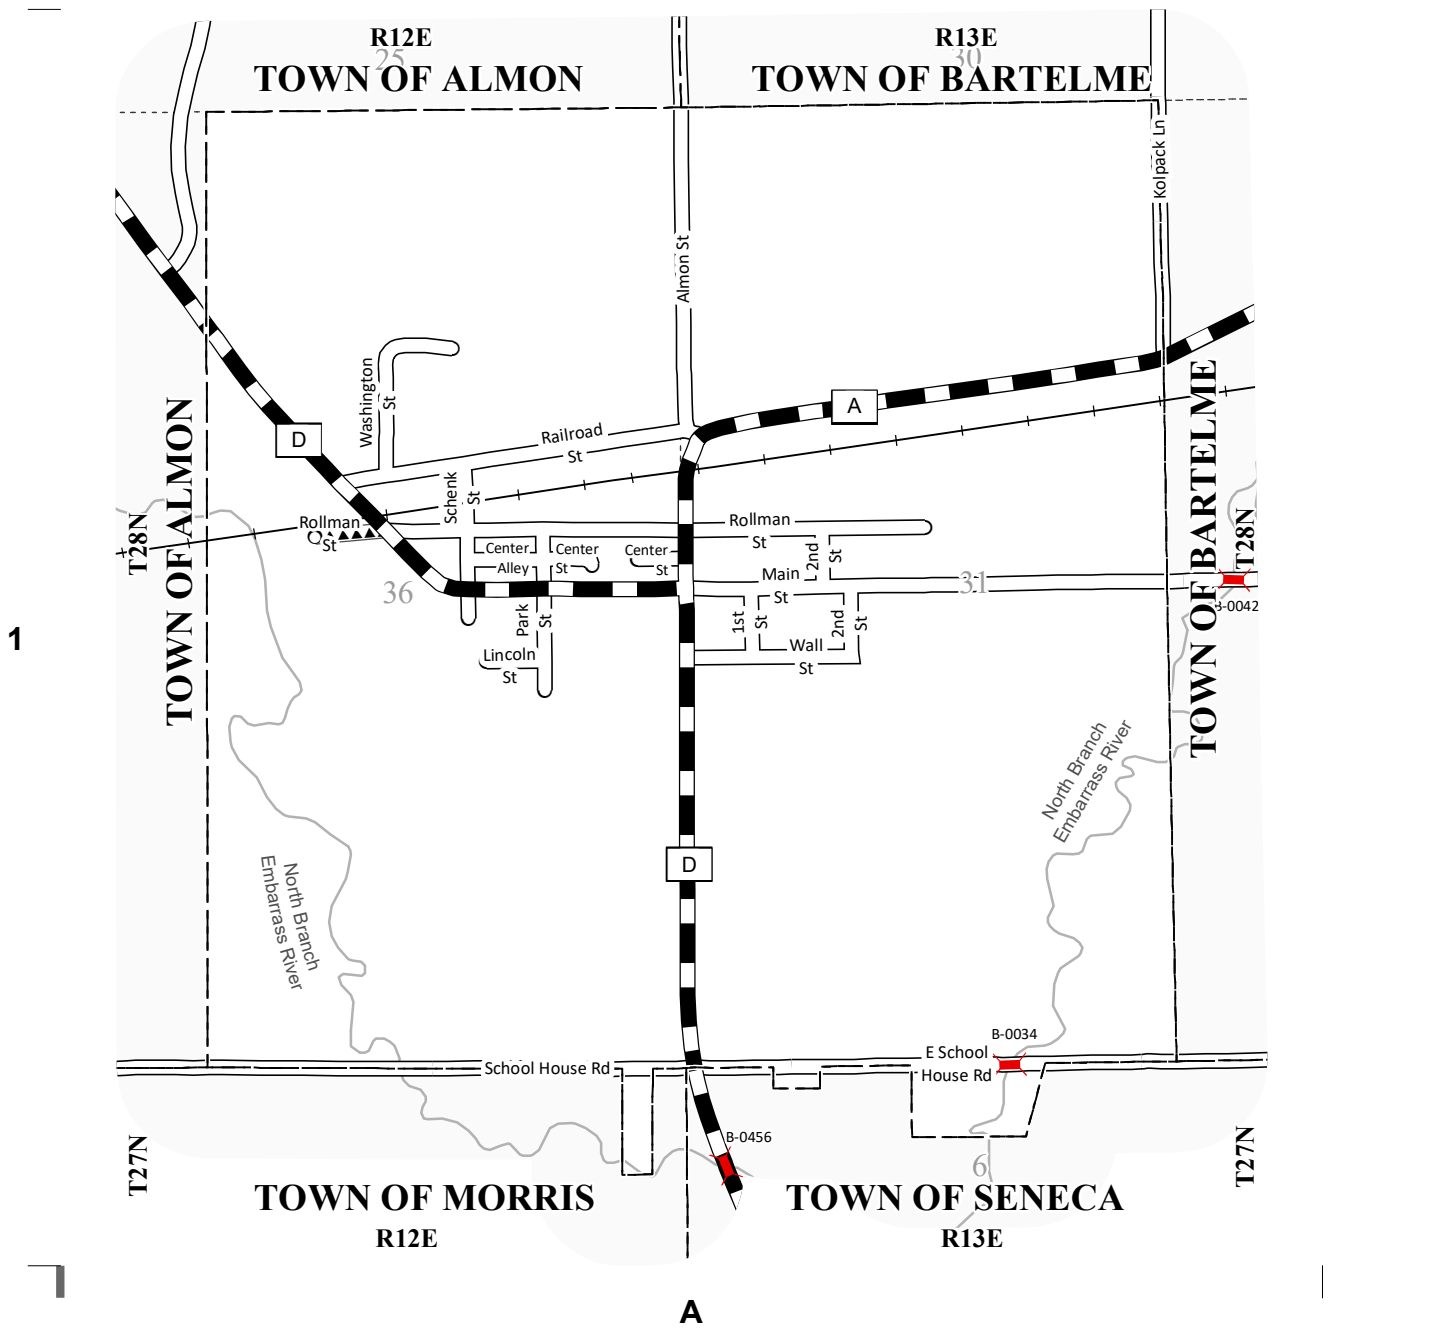 R12E
R13E
25
30
TOWN OF ALMON
TOWN OF BARTELME
Kolpack Ln
Almon St
Washington
St
A
D
Railroad
St
Schenk
St
TOWN OF ALMON
T28N
TOWN OF BARTELME
T28N
Rollman
St
Rollman
St
Center
Alley
Center
St
Center
St
2nd
St
Main
St
31
36
B-0042
Park
St
1st
St
2nd
St
Wall
St
Lincoln
St
1
North Branch
Embarrass River
D
North Branch
Embarrass River
B-0034
E School
House Rd
School House Rd
B-0456
T27N
T27N
6
TOWN OF MORRIS
TOWN OF SENECA
R12E
R13E
A